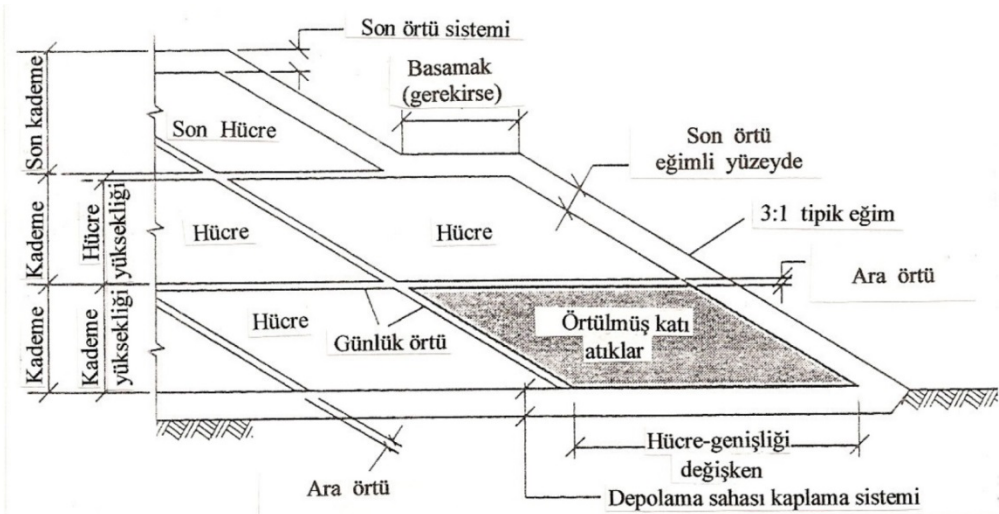 Son örtü sistemi
Basamak
(gerekirse)
Son kademe
Son Hücre
Son örtü
eğimli yüzeyde
3:1 tipik eğim
Kademe
Hücre
yüksekliği
Hücre
Hücre
Ara örtü
Kademe
Kademe
yüksekliği
Hücre
Günlük örtü
Örtülmüş katı
atıklar
Hücre-genişliği
değişken
Ara örtü
Depolama sahası kaplama sistemi